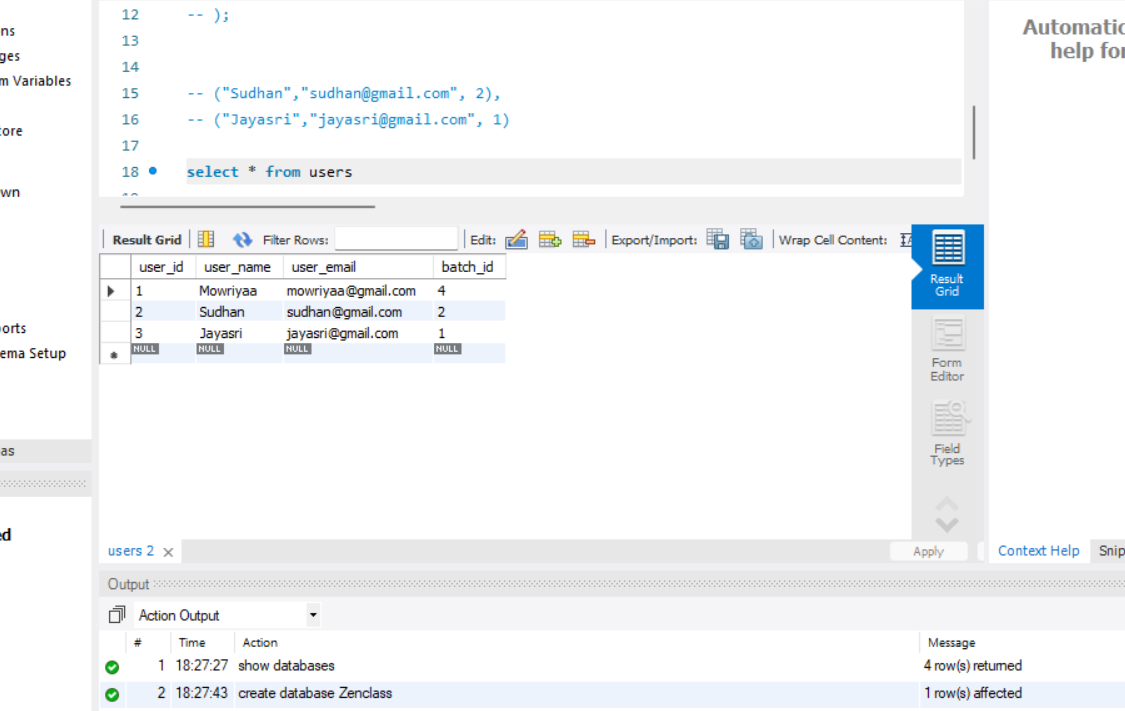 12 -- );
13
14
15 -- ("Sudhan","sudhan@gmail.com", 2),
16 -- ("Jayasri","jayasri@gmail.com", 1)
17
18 select * from users
ns
ges
m Variables
core
wn
ports
ema Setup
as
ed
Automatic
help for
Result Grid Filter Rows: Edit: Export/Import: Wrap Cell Content:
user_id user_name user_email batch_id
1 Mowriyaa mowriyaa@gmail.com 4
2 Sudhan sudhan@gmail.com 2
3 Jayasri jayasri@gmail.com 1
NULL NULL NULL NULL
Result
Grid
Form
Editor
Field
Types
users 2
Apply
Context Help Snip
Output
Action Output
# Time Action Message
1 18:27:27 show databases 4 row(s) returned
2 18:27:43 create database Zenclass 1 row(s) affected